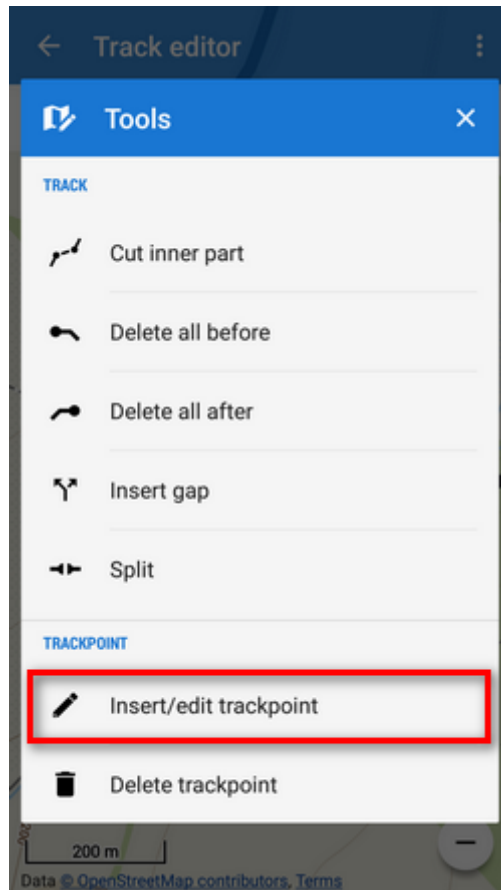 Track editor
Tools
TRACK
Cut inner part
Delete all before
Delete all after
Insert gap
Split
TRACKPOINT
Insert/edit trackpoint
Delete trackpoint
200
200 m
Data © OpenStreetMap contributors, Terms